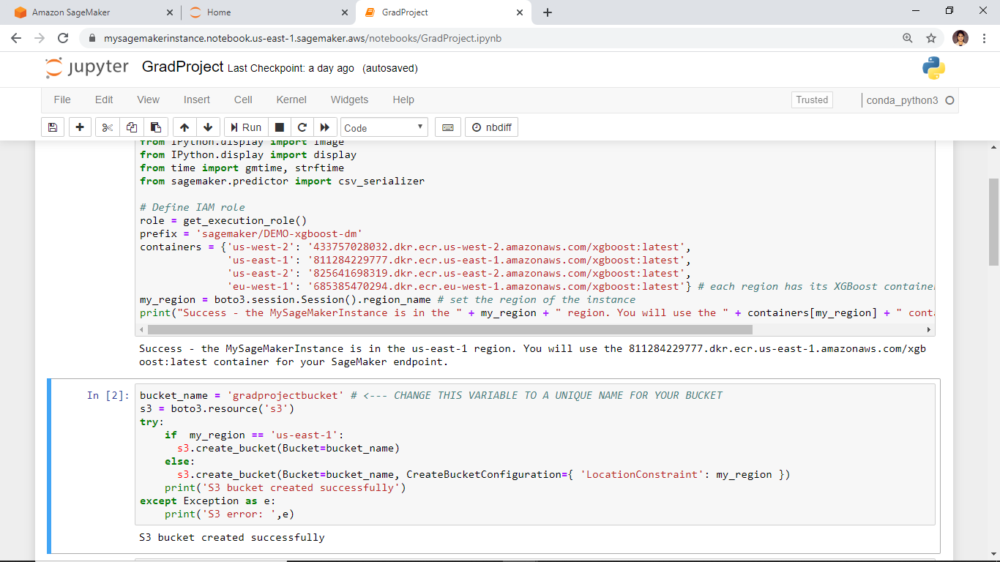 Amazon SageMaker
Home
GradProject
mysagemakerinstance.notebook.us-east-1.sagemaker.aws/notebooks/GradProject.ipynb
jupyter GradProject Last Checkpoint: a day ago (autosaved)
File Edit View Insert Cell Kernel Widgets Help Trusted conda_python3
Run Code nbdiff
from IPython.display import Image
from IPython.display import display
from time import gmtime, strftime
from sagemaker.predictor import csv_serializer
# Define IAM role
role = get_execution_role()
prefix = 'sagemaker/DEMO-xgboost-dm'
containers = {'us-west-2': '433757028032.dkr.ecr.us-west-2.amazonaws.com/xgboost:latest',
'us-east-1': '811284229777.dkr.ecr.us-east-1.amazonaws.com/xgboost:latest',
'us-east-2': '825641698319.dkr.ecr.us-east-2.amazonaws.com/xgboost:latest',
'eu-west-1': '685385470294.dkr.ecr.eu-west-1.amazonaws.com/xgboost:latest'} # each region has its XGBoost container
my_region = boto3.session.Session().region_name # set the region of the instance
print("Success - the MySageMakerInstance is in the " + my_region + " region. You will use the " + containers[my_region] + " conta
Success - the MySageMakerInstance is in the us-east-1 region. You will use the 811284229777.dkr.ecr.us-east-1.amazonaws.com/xgb
oost:latest container for your SageMaker endpoint.
In [2]: bucket_name = 'gradprojectbucket' # <--- CHANGE THIS VARIABLE TO A UNIQUE NAME FOR YOUR BUCKET
s3 = boto3.resource('s3')
try:
if my_region == 'us-east-1':
s3.create_bucket(Bucket=bucket_name)
else:
s3.create_bucket(Bucket=bucket_name, CreateBucketConfiguration={ 'LocationConstraint': my_region })
print('S3 bucket created successfully')
except Exception as e:
print('S3 error: ',e)
S3 bucket created successfully